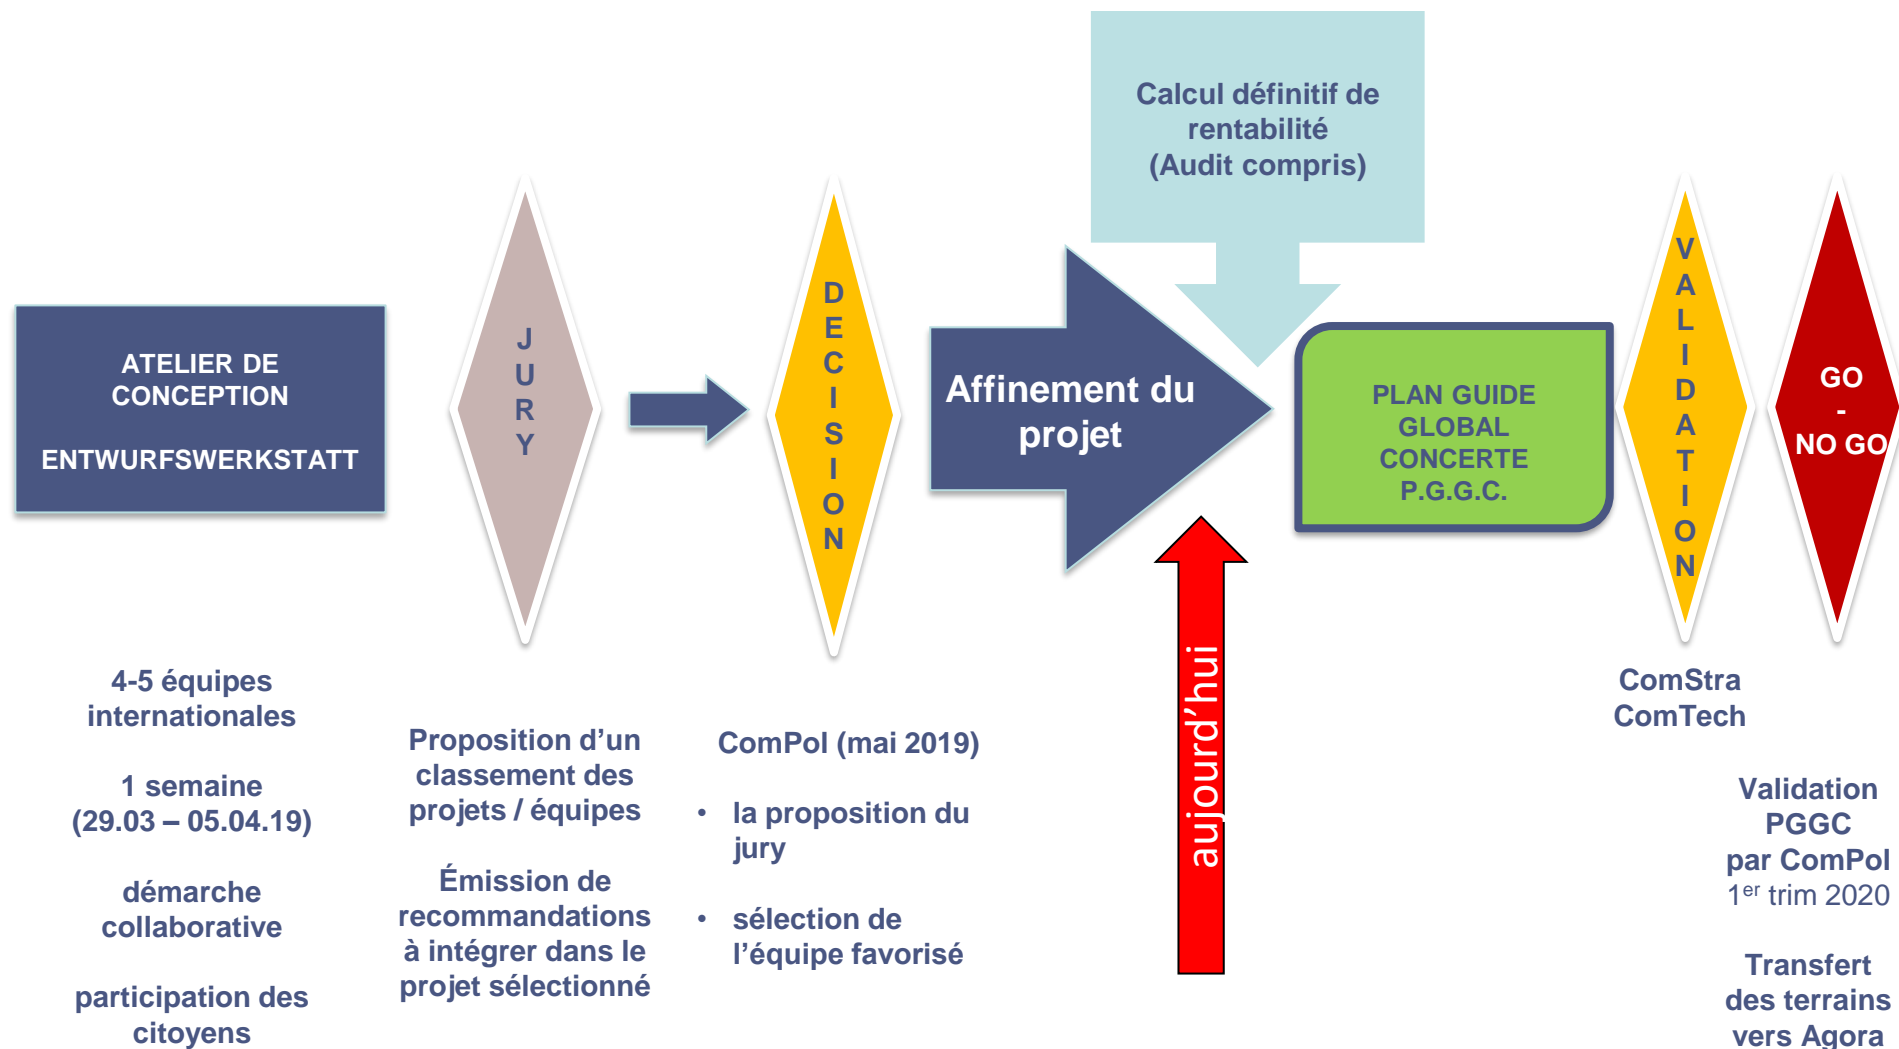 Calcul définitif de
rentabilité
(Audit compris)
ATELIER DE
CONCEPTION
ENTWURFSWERKSTATT
JURY
DECISION
Affinement du
projet
PLAN GUIDE
GLOBAL
CONCERTE
P.G.G.C.
VALIDATION
GO
-
NO GO
4-5 équipes
internationales
1 semaine
(29.03 – 05.04.19)
démarche
collaborative
participation des
citoyens
Proposition d'un
classement des
projets / équipes
Émission de
recommandations
à intégrer dans le
projet sélectionné
ComPol (mai 2019)
• la proposition du
jury
• sélection de
l'équipe favorisé
aujourd'hui
ComStra
ComTech
Validation
PGGC
par ComPol
1er trim 2020
Transfert
des terrains
vers Agora